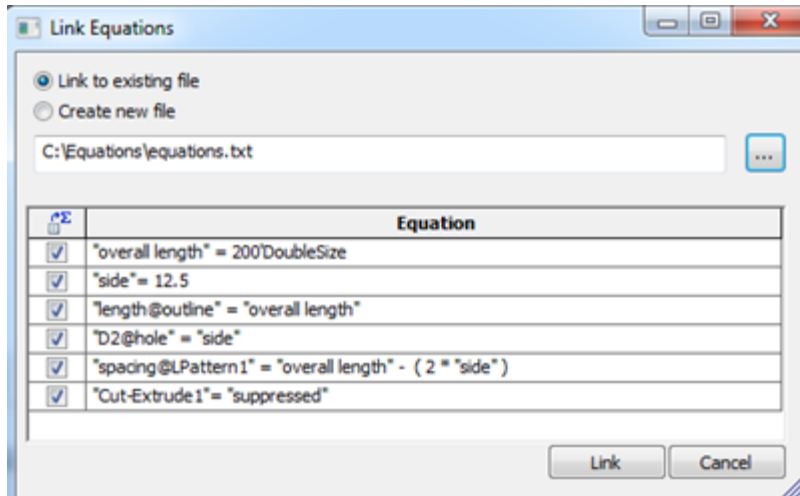 Link Equations
Link to existing file
Create new file
C:\Equations\equations.txt
...
Σ Equation
"overall length" = 200'DoubleSize
"side"= 12.5
"length@outline" = "overall length"
"D2@hole" = "side"
"spacing@LPattern1" = "overall length" - ( 2 * "side" )
"Cut-Extrude1"= "suppressed"
Link Cancel